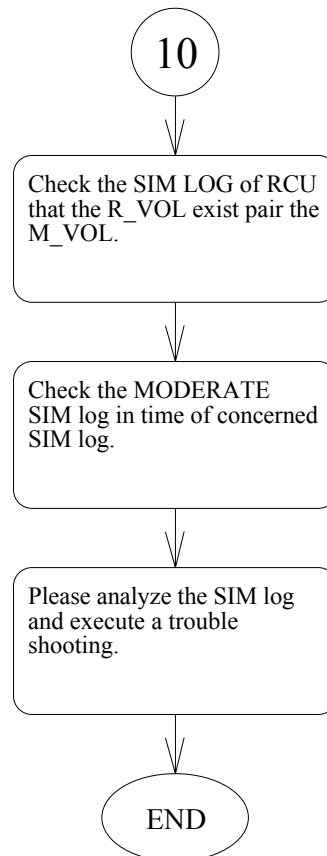 10
Check the SIM LOG of RCU
that the R_VOL exist pair the
M_VOL.
Check the MODERATE
SIM log in time of concerned
SIM log.
Please analyze the SIM log
and execute a trouble
shooting.
END